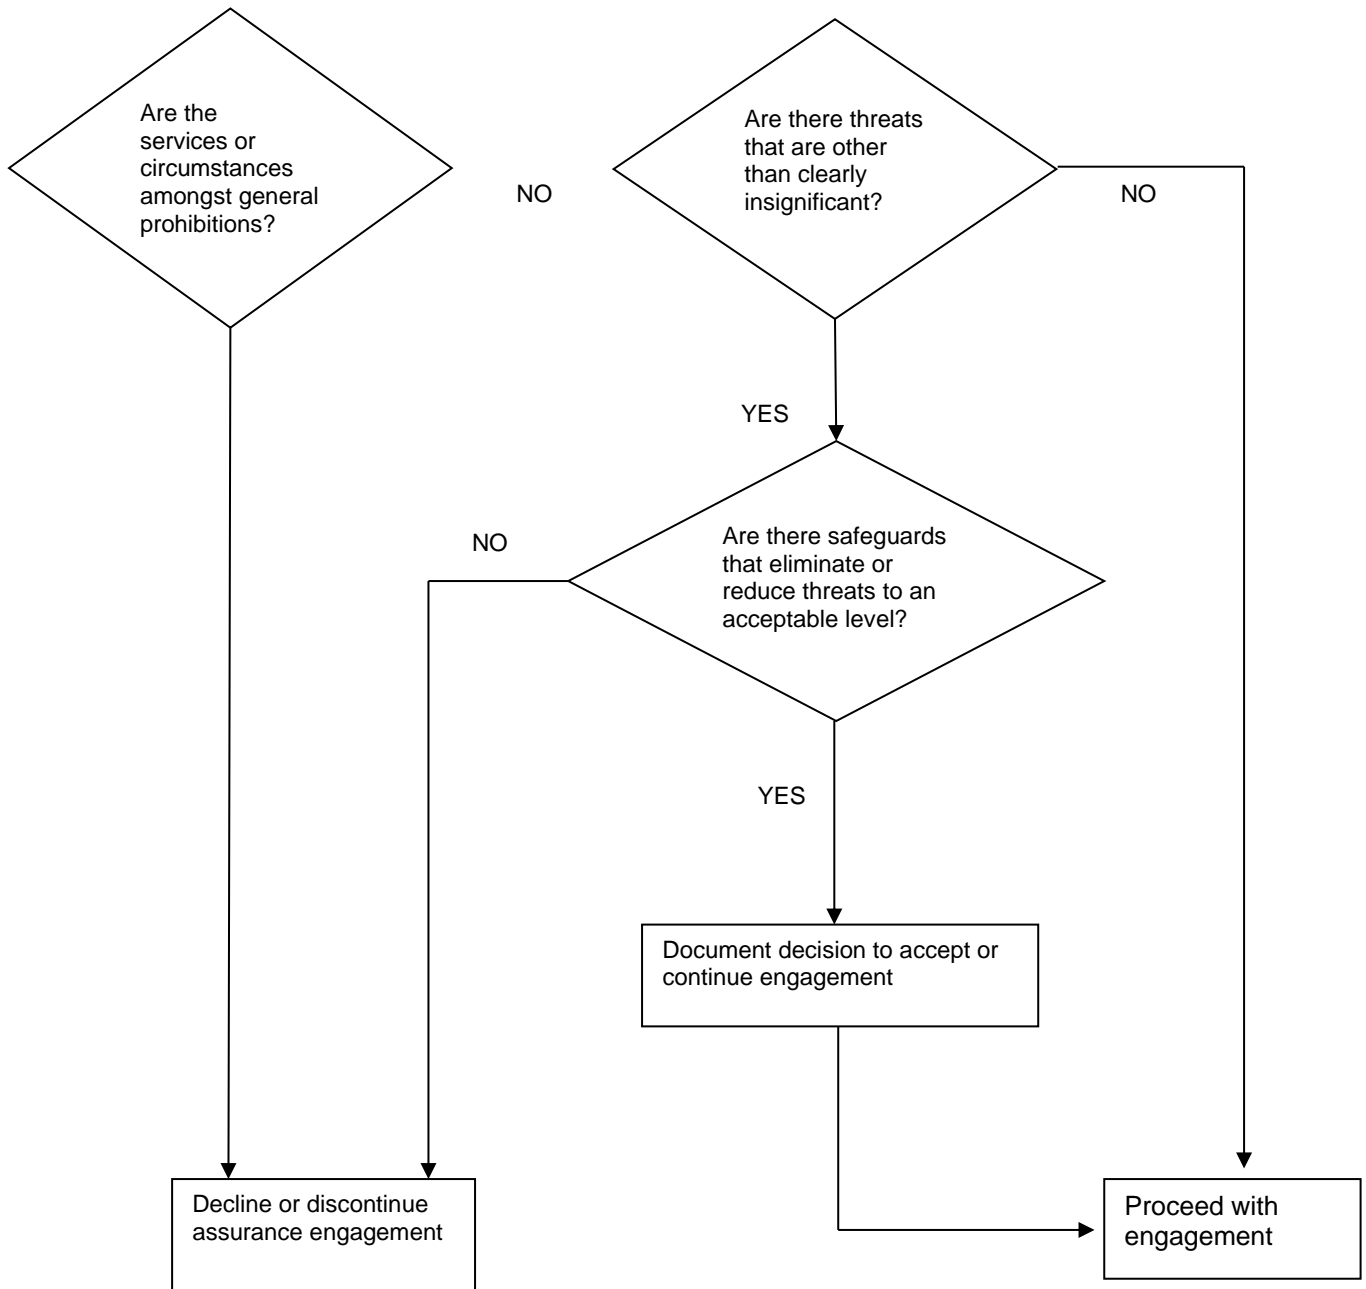 Are the
services or
circumstances
amongst general
prohibitions?
NO
Are there threats
that are other
than clearly
insignificant?
NO
YES
NO
Are there safeguards
that eliminate or
reduce threats to an
acceptable level?
YES
Document decision to accept or
continue engagement
Decline or discontinue
assurance engagement
Proceed with
engagement